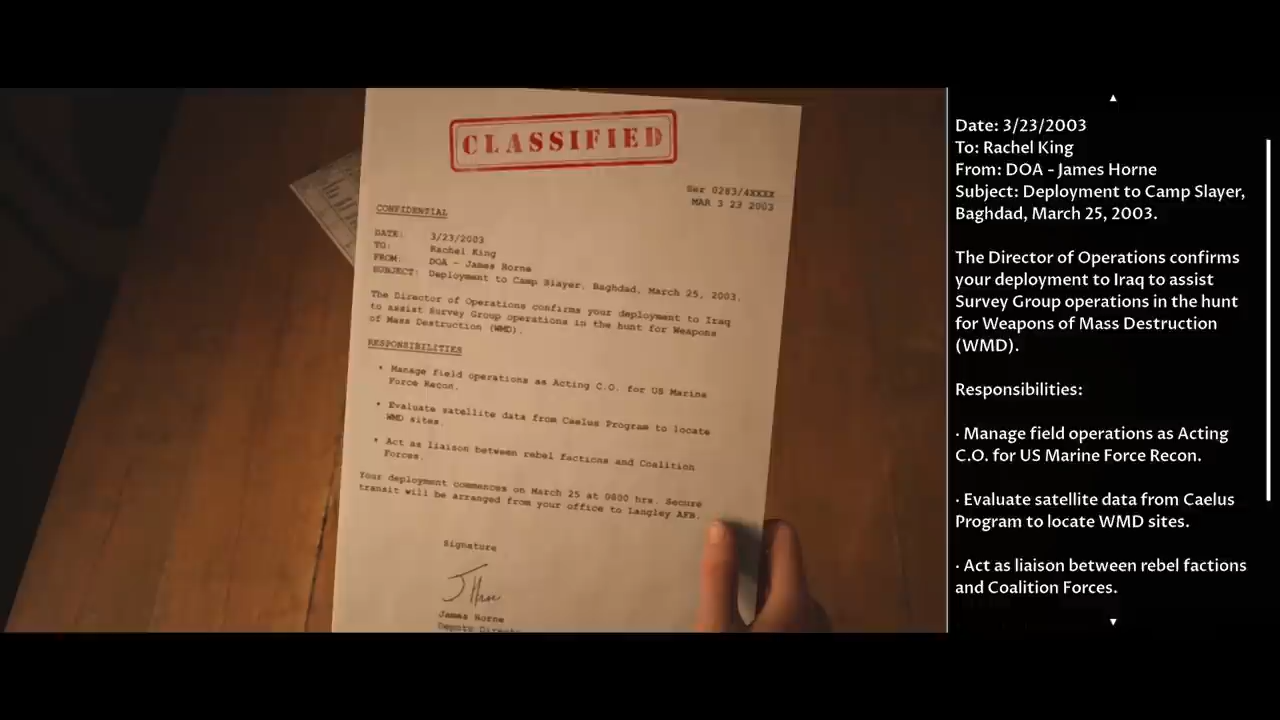 CLASSIFIED
Ser 0283/4XXXX
MAR 3 23 2003
CONFIDENTIAL
DATE: 3/23/2003
TO: Rachel King
FROM: DOA - James Horne
SUBJECT: Deployment to Camp Slayer, Baghdad, March 25, 2003.
The Director of Operations confirms your deployment to Iraq
to assist Survey Group operations in the hunt for Weapons
of Mass Destruction (WMD).
RESPONSIBILITIES
• Manage field operations as Acting C.O. for US Marine
Force Recon.
• Evaluate satellite data from Caelus Program to locate
WMD sites.
• Act as liaison between rebel factions and Coalition
Forces.
Your deployment commences on March 25 at 0800 hrs. Secure
transit will be arranged from your office to Langley AFB.
Signature
J Horne
James Horne
Deputy Direct
Date: 3/23/2003
To: Rachel King
From: DOA - James Horne
Subject: Deployment to Camp Slayer,
Baghdad, March 25, 2003.
The Director of Operations confirms
your deployment to Iraq to assist
Survey Group operations in the hunt
for Weapons of Mass Destruction
(WMD).
Responsibilities:
· Manage field operations as Acting
C.O. for US Marine Force Recon.
· Evaluate satellite data from Caelus
Program to locate WMD sites.
· Act as liaison between rebel factions
and Coalition Forces.